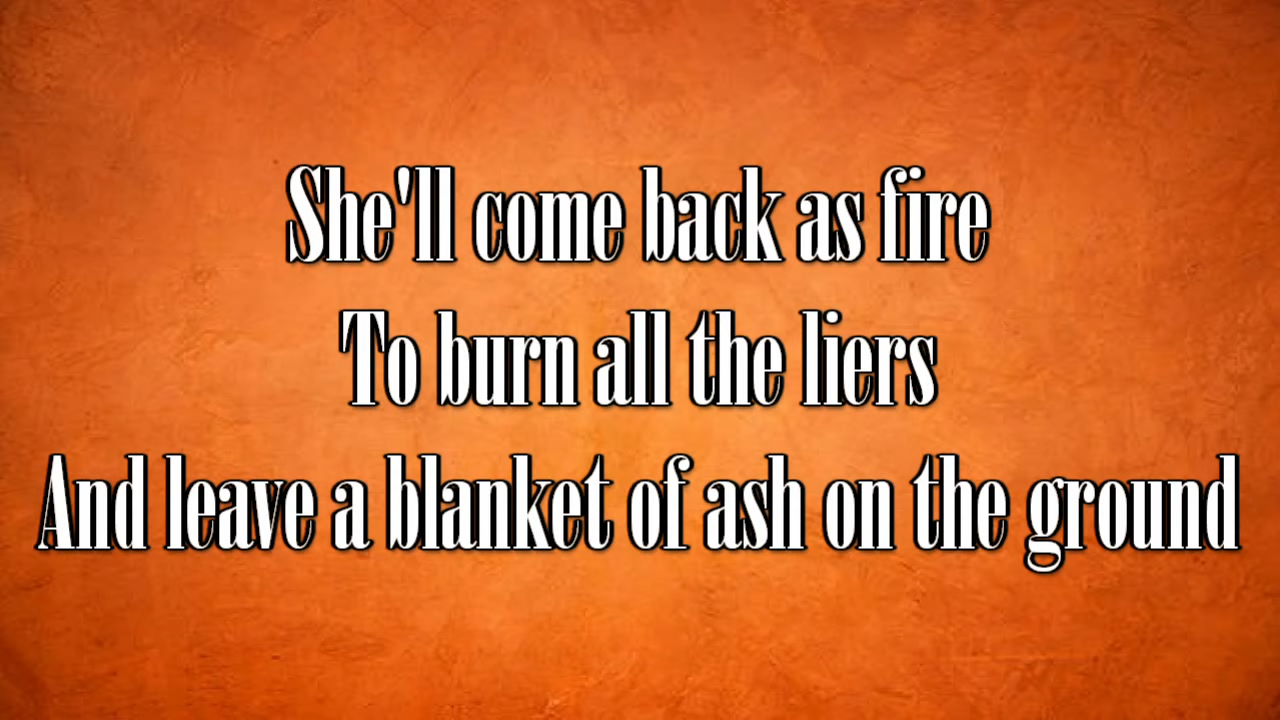 She'll come back as fire
To burn all the liers
And leave a blanket of ash on the ground